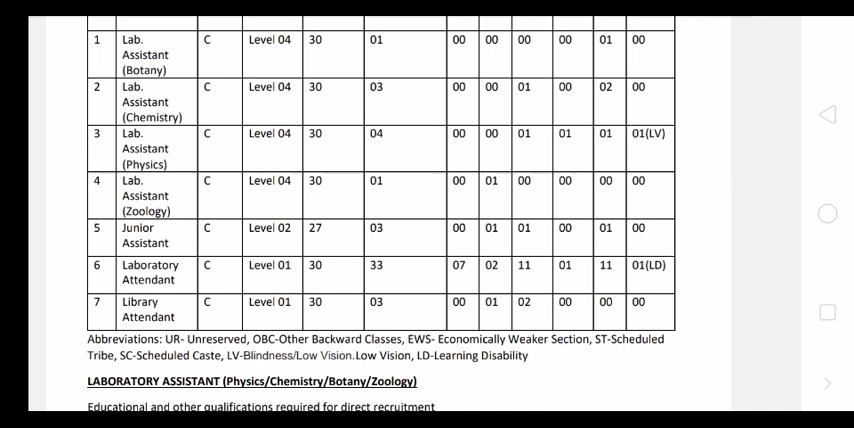 1 Lab. Assistant (Botany) C Level 04 30 01 00 00 00 00 01 00
2 Lab. Assistant (Chemistry) C Level 04 30 03 00 00 01 00 02 00
3 Lab. Assistant (Physics) C Level 04 30 04 00 00 01 01 01 01(LV)
4 Lab. Assistant (Zoology) C Level 04 30 01 00 01 00 00 00 00
5 Junior Assistant C Level 02 27 03 00 01 01 00 01 00
6 Laboratory Attendant C Level 01 30 33 07 02 11 01 11 01(LD)
7 Library Attendant C Level 01 30 03 00 01 02 00 00 00
Abbreviations: UR- Unreserved, OBC-Other Backward Classes, EWS- Economically Weaker Section, ST-Scheduled
Tribe, SC-Scheduled Caste, LV-Blindness/Low Vision.Low Vision, LD-Learning Disability
LABORATORY ASSISTANT (Physics/Chemistry/Botany/Zoology)
Educational and other qualifications required for direct recruitment